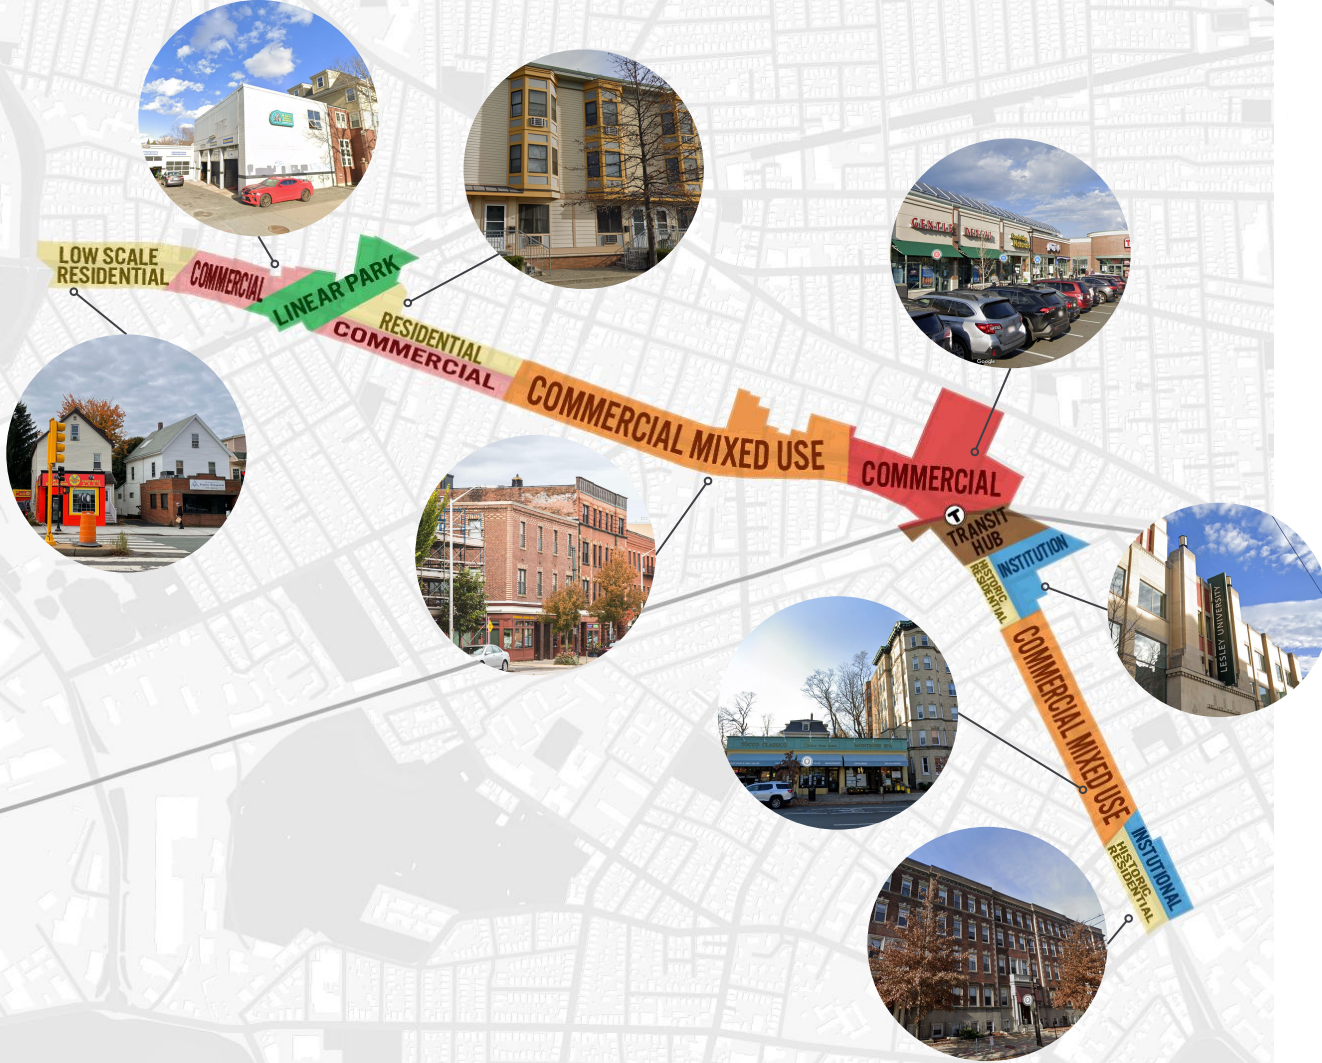 LOW SCALE
RESIDENTIAL
COMMERCIAL
LINEAR PARK
RESIDENTIAL
COMMERCIAL
COMMERCIAL MIXED USE
COMMERCIAL
T
TRANSIT
HUB
INSTITUTION
HISTORIC
RESIDENTIAL
COMMERCIAL MIXED USE
INSTUTIONAL
HISTORIC
RESIDENTIAL
DENTAL
Google
LESLEY UNIVERSITY